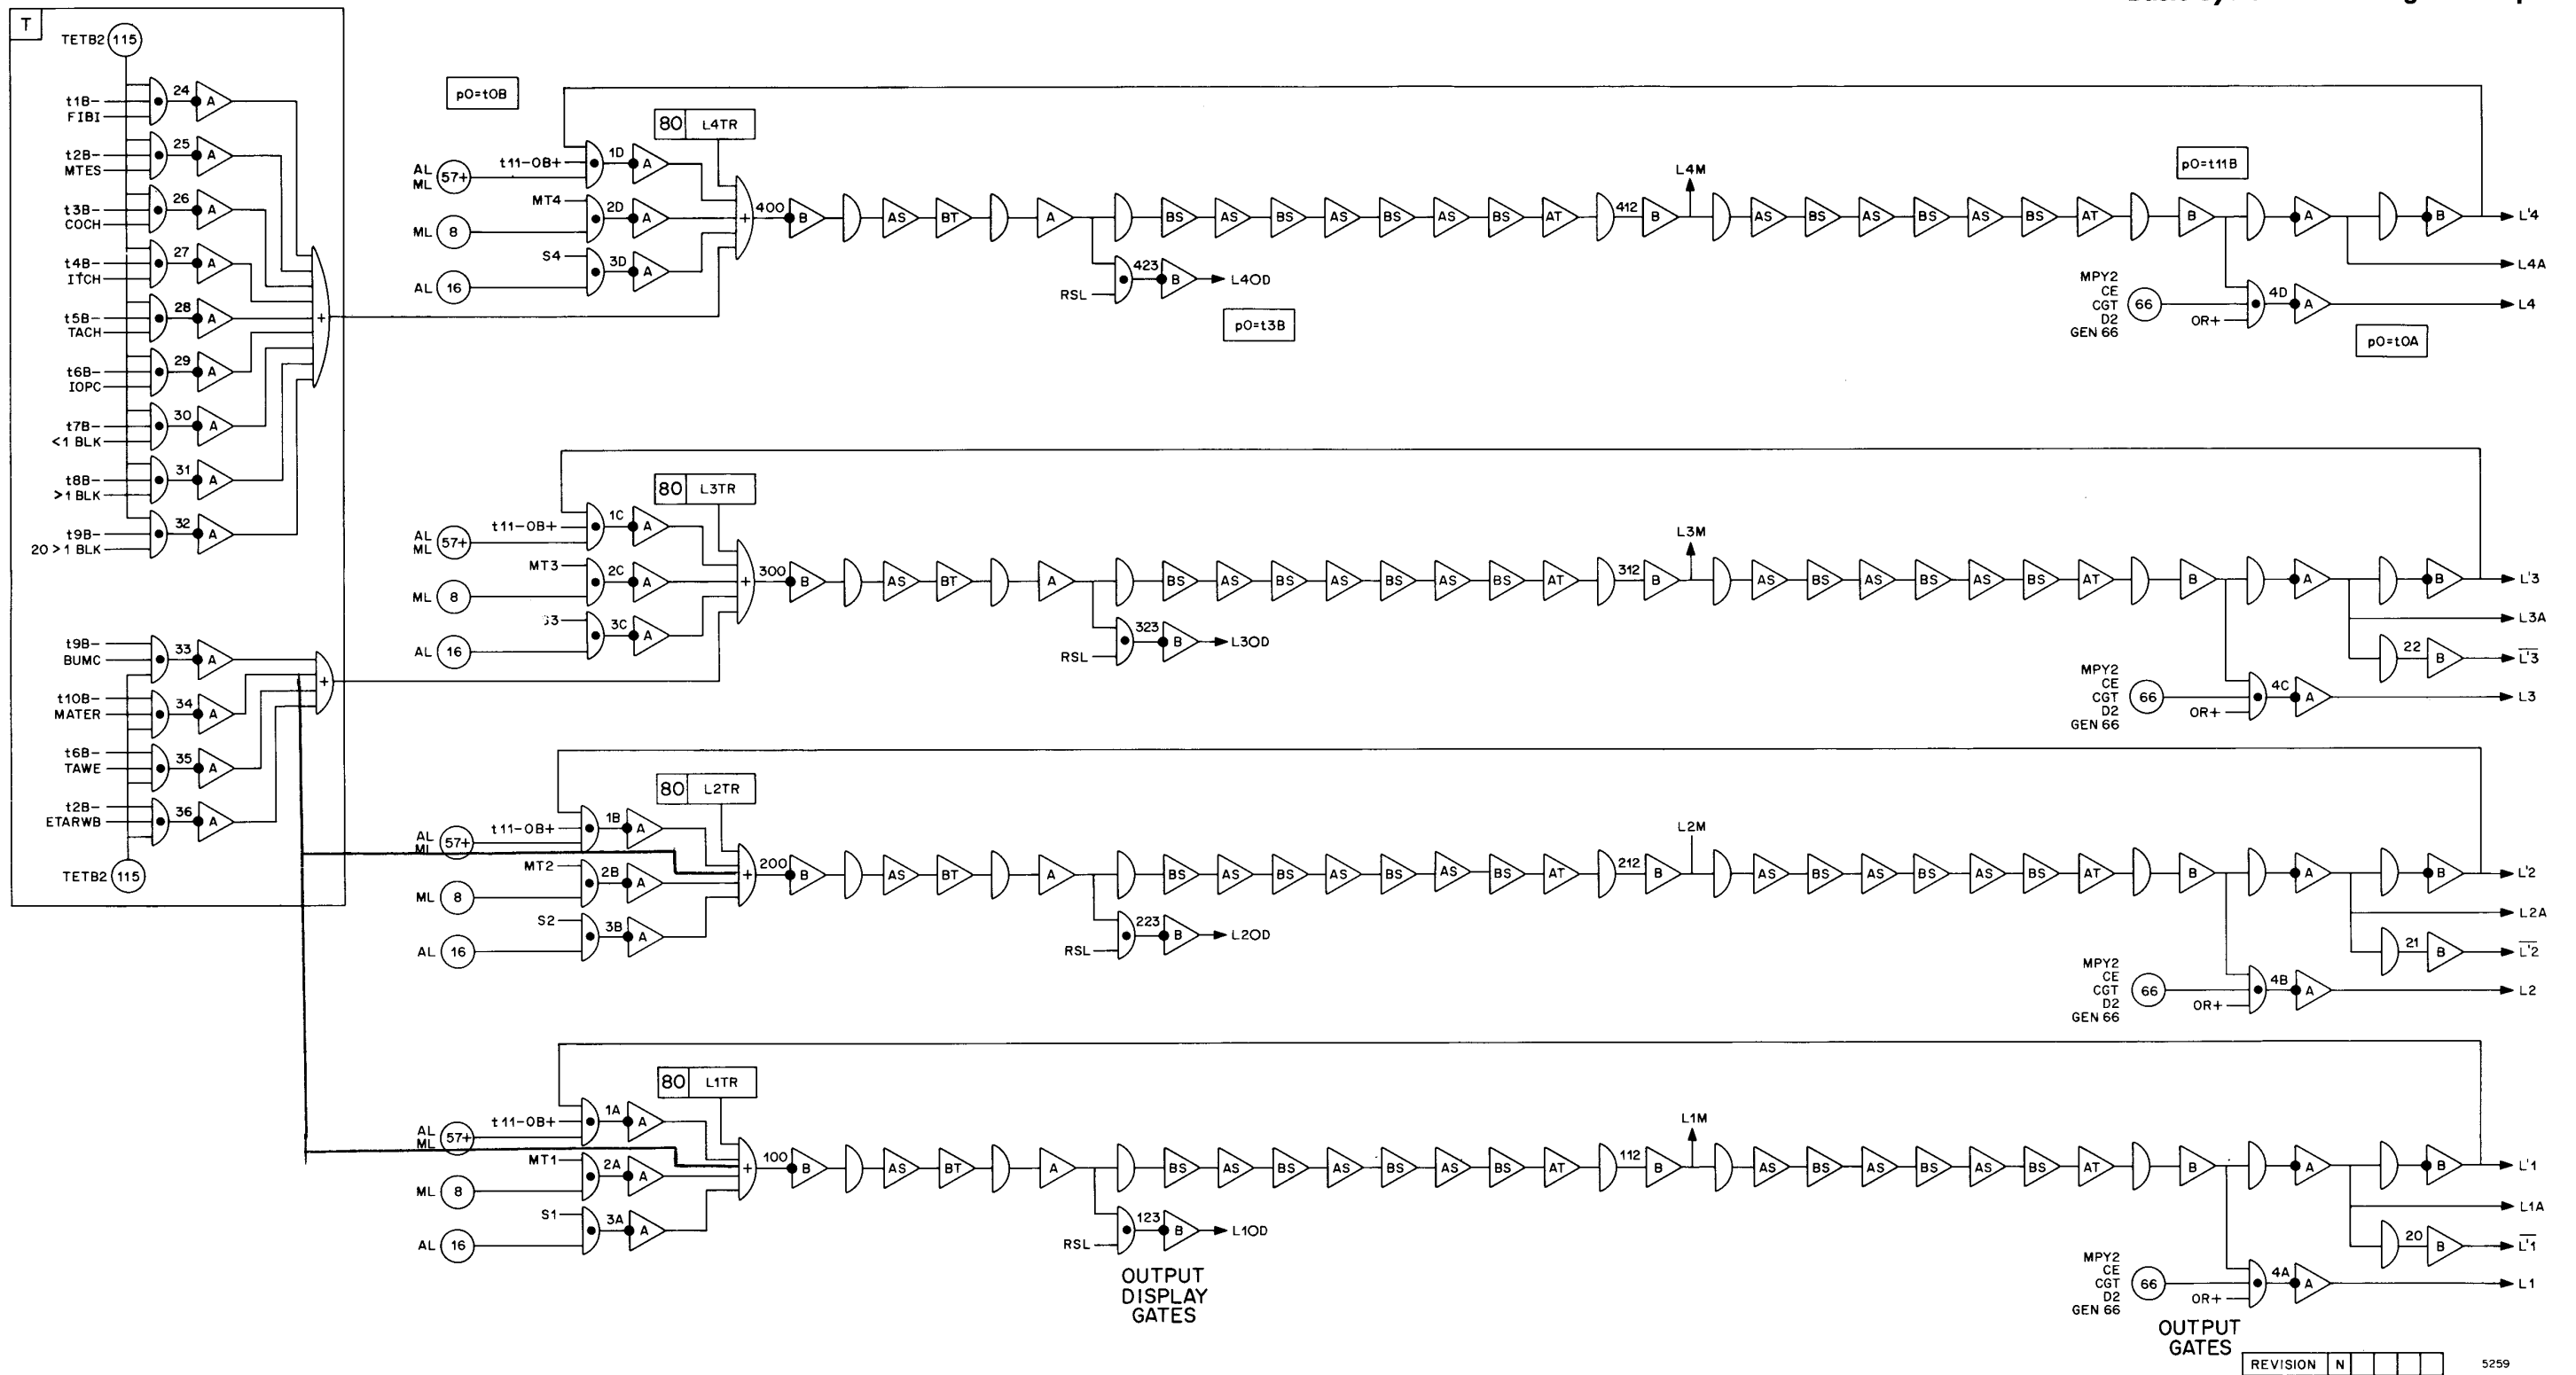 T
TETB2 115
t1B-
FIBI
24 A
t2B-
MTES
25 A
t3B-
COCH
26 A
t4B-
ITCH
27 A
t5B-
TACH
28 A
t6B-
IOPC
29 A
t7B-
<1 BLK
30 A
t8B-
>1 BLK
31 A
t9B-
20>1 BLK
32 A
+
t9B-
BUMC
33 A
t10B-
MATER
34 A
t6B-
TAWE
35 A
t2B-
ETARWB
36 A
+
TETB2 115
p0=t0B
80 L4TR
t11-0B+
AL
ML
57+
1D A
MT4
ML 8
2D A
S4
AL 16
3D A
+ 400 B AS BT A BS AS BS AS BS AS BS AT 412 B AS BS AS BS AS BS AT B A B L'4
L4M
p0=t11B
RSL 423 B L40D
p0=t3B
L4A
MPY2
CE
CGT
D2
GEN 66
66
OR+
4D A L4
p0=t0A
80 L3TR
t11-0B+
AL
ML
57+
1C A
MT3
ML 8
2C A
S3
AL 16
3C A
+ 300 B AS BT A BS AS BS AS BS AS BS AT 312 B AS BS AS BS AS BS AT B A B L'3
L3M
RSL 323 B L30D
L3A
22 B L̅'̅3̅
MPY2
CE
CGT
D2
GEN 66
66
OR+
4C A L3
80 L2TR
t11-0B+
AL
ML
57+
1B A
MT2
ML 8
2B A
S2
AL 16
3B A
+ 200 B AS BT A BS AS BS AS BS AS BS AT 212 B AS BS AS BS AS BS AT B A B L'2
L2M
RSL 223 B L20D
L2A
21 B L̅'̅2̅
MPY2
CE
CGT
D2
GEN 66
66
OR+
4B A L2
80 L1TR
t11-0B+
AL
ML
57+
1A A
MT1
ML 8
2A A
S1
AL 16
3A A
+ 100 B AS BT A BS AS BS AS BS AS BS AT 112 B AS BS AS BS AS BS AT B A B L'1
L1M
RSL 123 B L10D
L1A
20 B L̅'̅1̅
MPY2
CE
CGT
D2
GEN 66
66
OR+
4A A L1
OUTPUT
DISPLAY
GATES
OUTPUT
GATES
REVISION N
5259